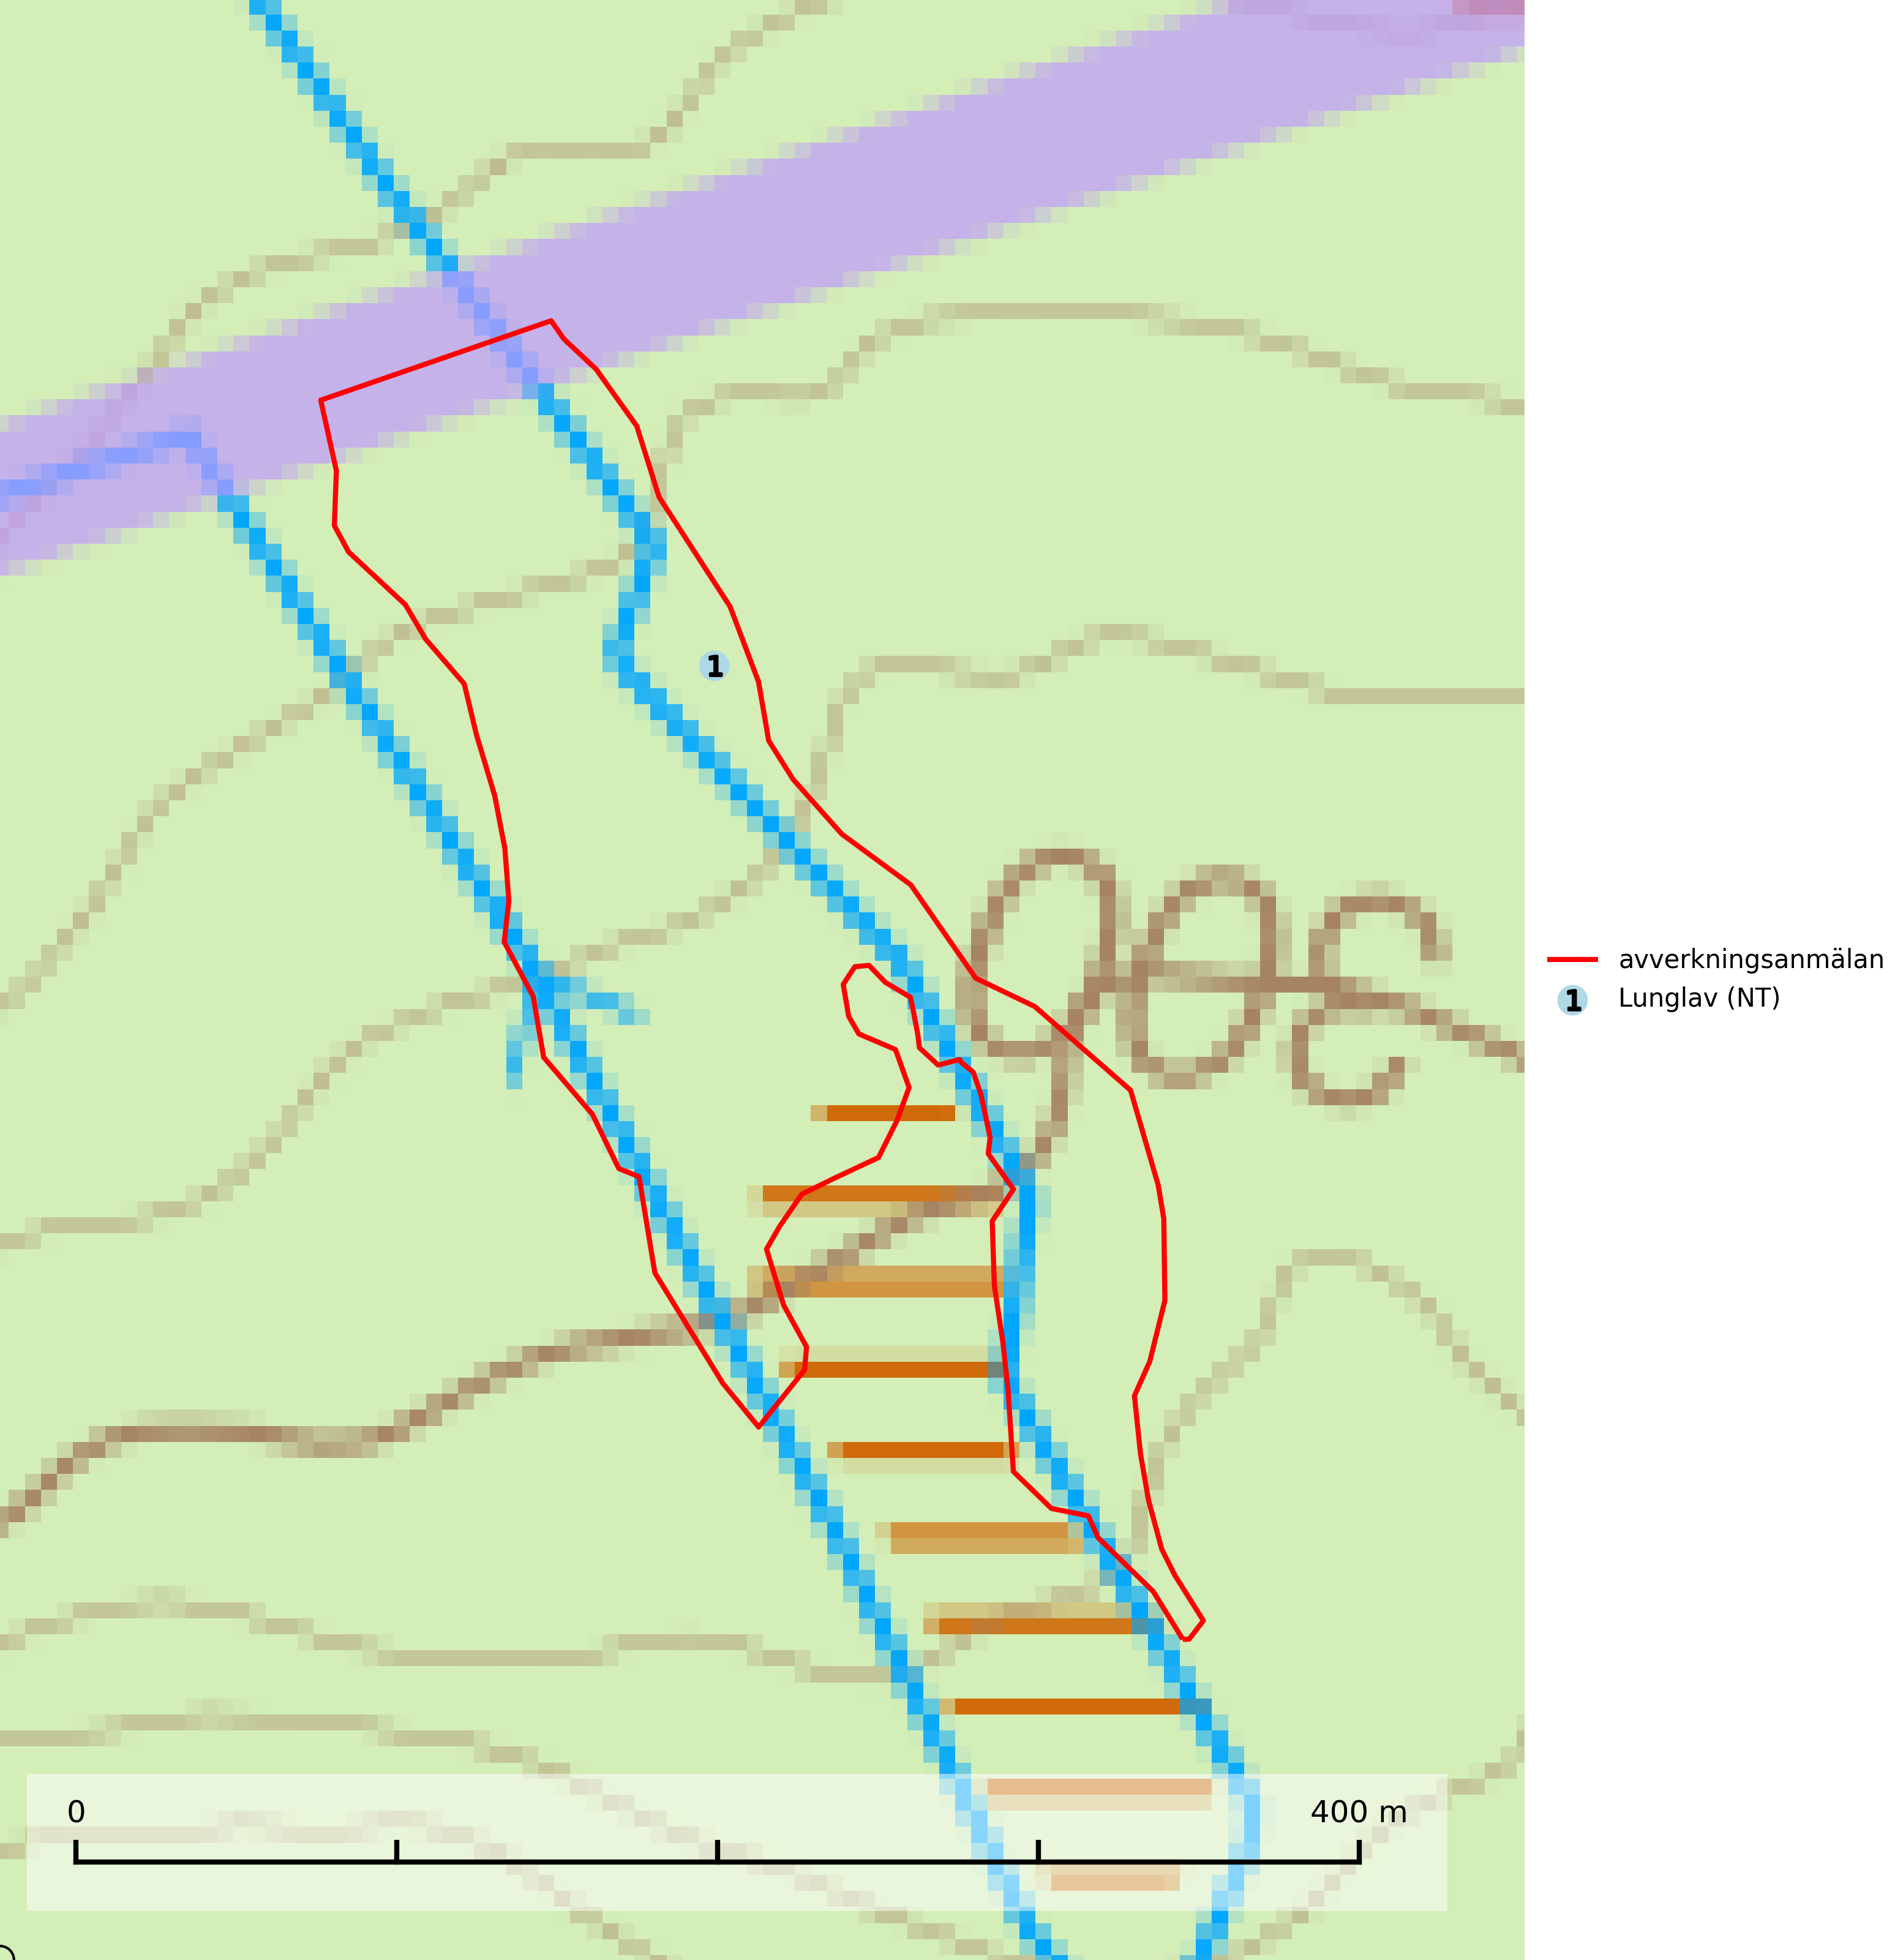 1
avverkningsanmälan
1 Lunglav (NT)
0 400 m